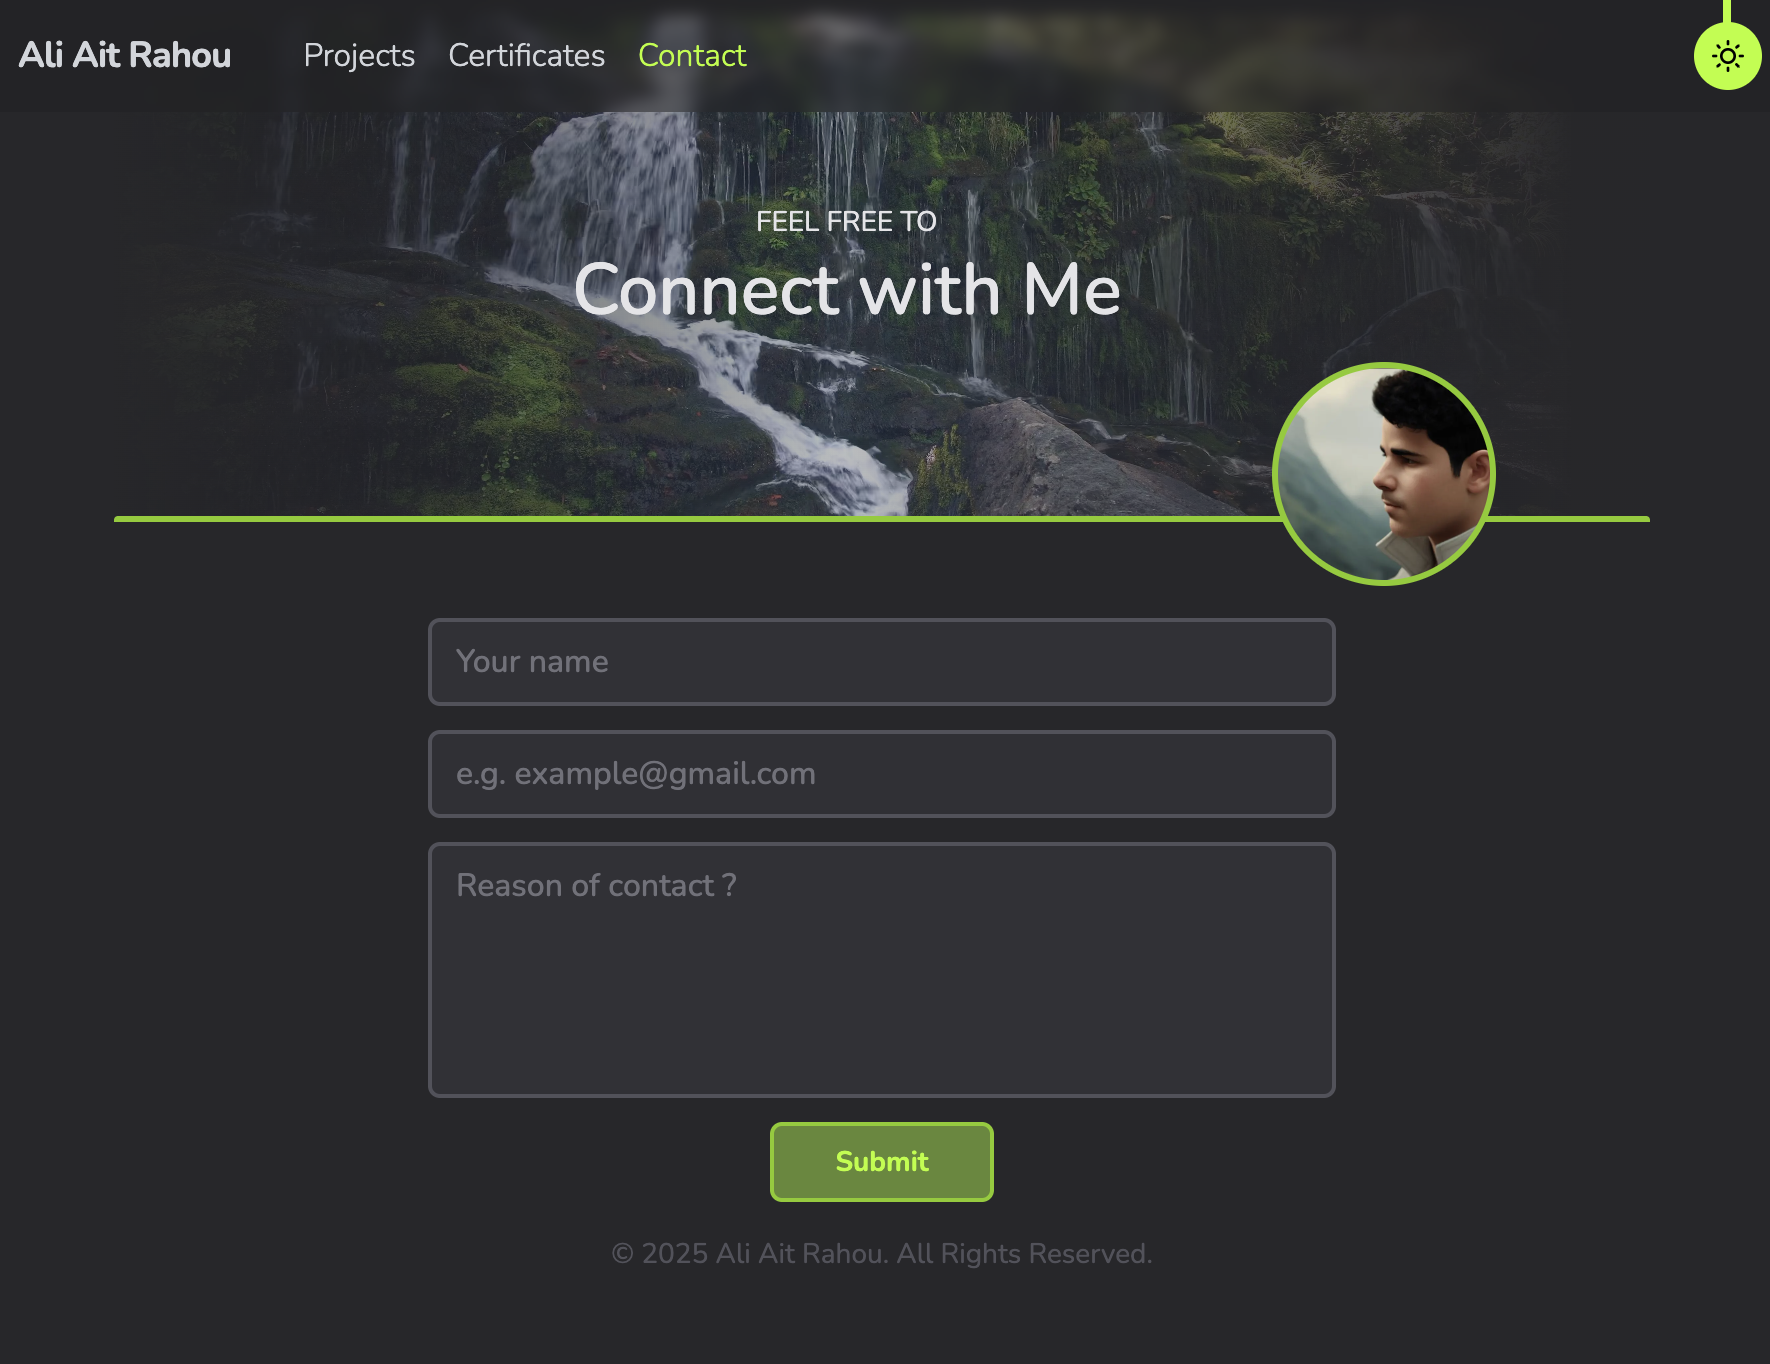 Ali Ait Rahou
Projects Certificates Contact
FEEL FREE TO
Connect with Me
Your name
e.g. example@gmail.com
Reason of contact ?
Submit
© 2025 Ali Ait Rahou. All Rights Reserved.